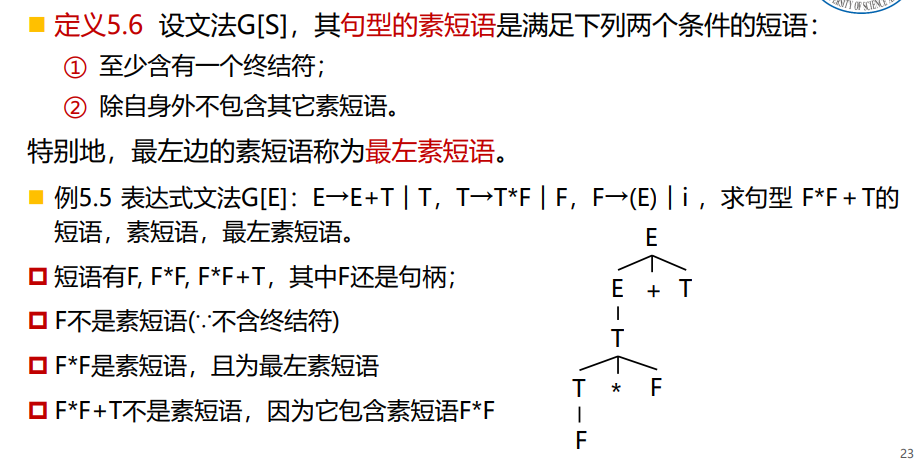 UNIVERSITY OF SCIENCE AN
定义5.6 设文法G[S]，其句型的素短语是满足下列两个条件的短语：
① 至少含有一个终结符；
② 除自身外不包含其它素短语。
特别地，最左边的素短语称为最左素短语。
例5.5 表达式文法G[E]：E→E+T | T，T→T*F | F，F→(E) | i ，求句型 F*F + T的
短语，素短语，最左素短语。
短语有F, F*F, F*F+T，其中F还是句柄；
F不是素短语(∵不含终结符)
F*F是素短语，且为最左素短语
F*F+T不是素短语，因为它包含素短语F*F
E
E + T
T
T * F
F
23